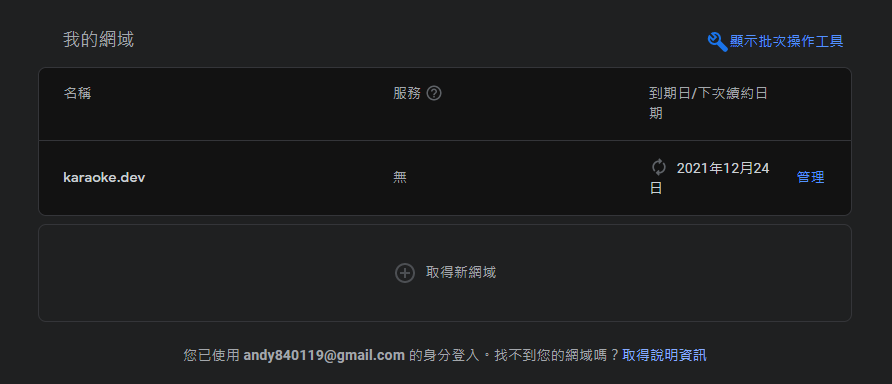 我的網域
顯示批次操作工具
名稱
服務
到期日/下次續約日
期
karaoke.dev
無
2021年12月24
日
管理
取得新網域
您已使用 andy840119@gmail.com 的身分登入。找不到您的網域嗎？取得說明資訊